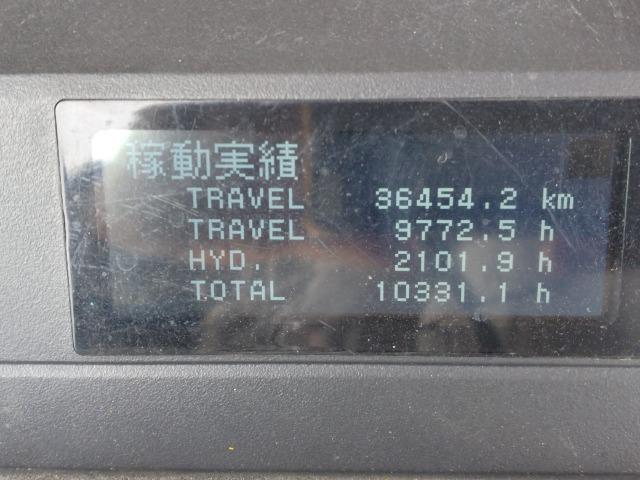 稼動実績
TRAVEL 36454.2 km
TRAVEL 9772.5 h
HYD. 2101.9 h
TOTAL 10331.1 h